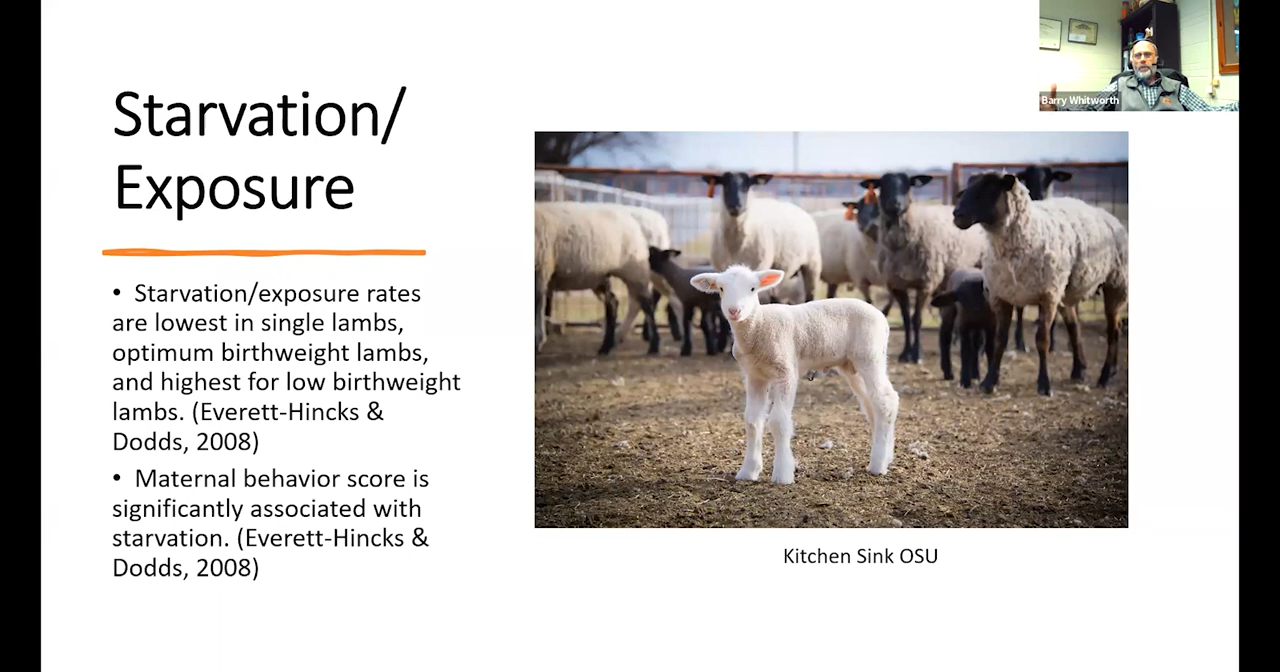 Barry Whitworth
Starvation/
Exposure
• Starvation/exposure rates
are lowest in single lambs,
optimum birthweight lambs,
and highest for low birthweight
lambs. (Everett-Hincks &
Dodds, 2008)
• Maternal behavior score is
significantly associated with
starvation. (Everett-Hincks &
Dodds, 2008)
Kitchen Sink OSU